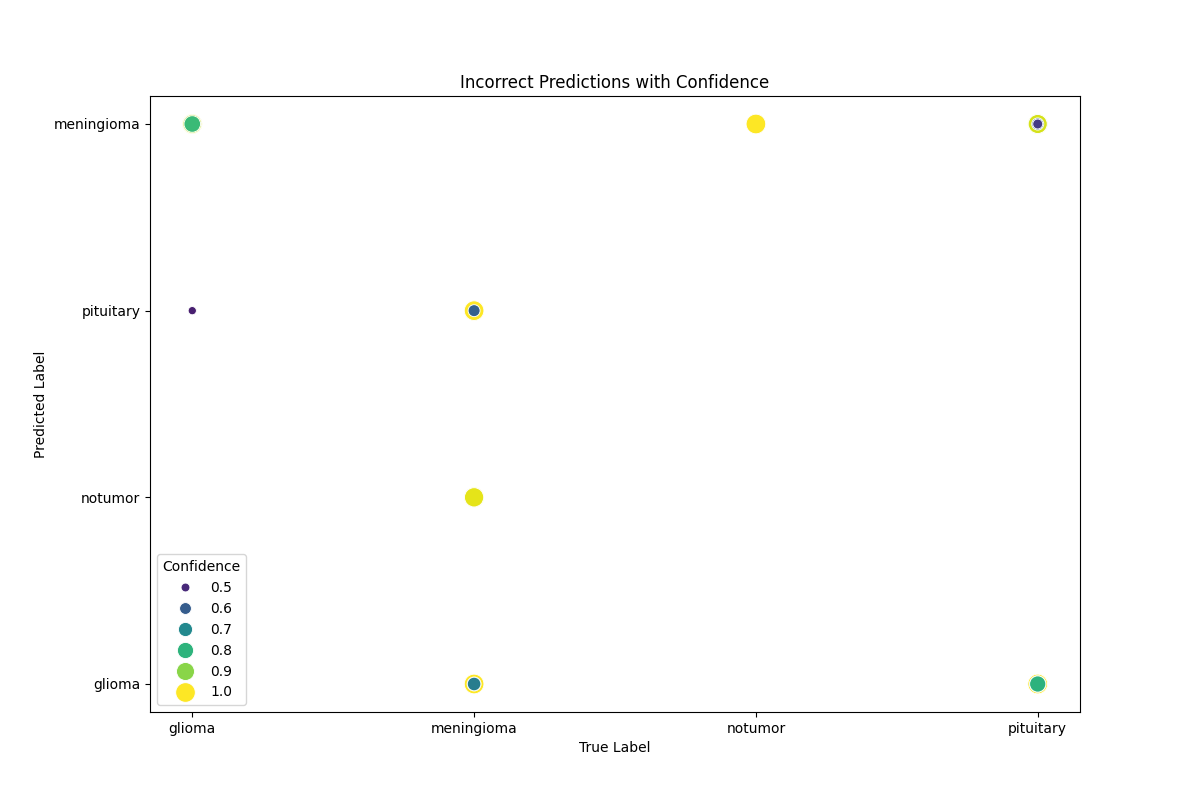 Incorrect Predictions with Confidence
meningioma
pituitary
notumor
glioma
Predicted Label
Confidence
0.5
0.6
0.7
0.8
0.9
1.0
glioma
meningioma
notumor
pituitary
True Label